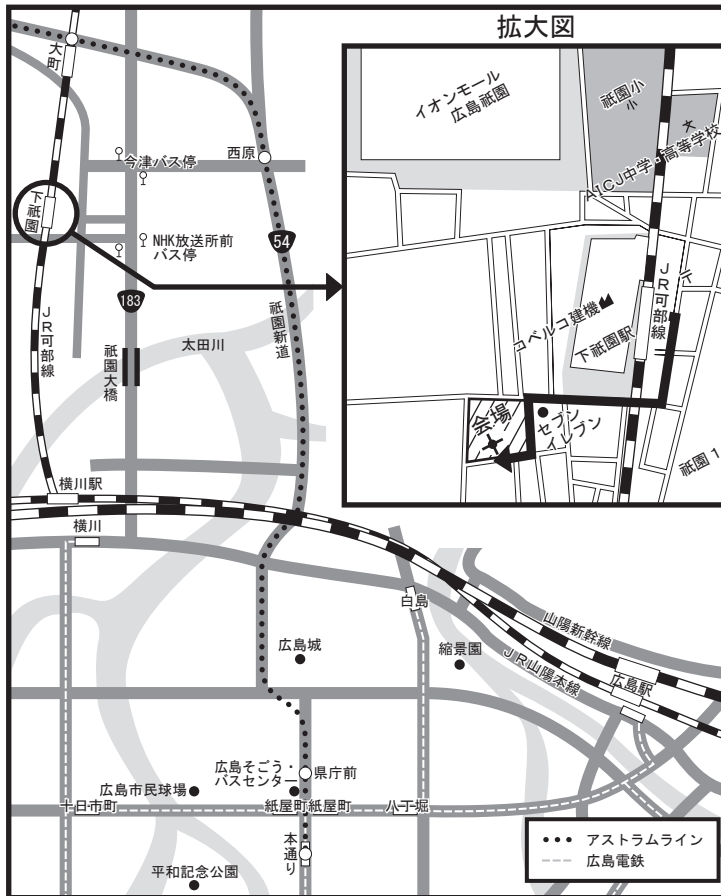 拡大図
大町
今津バス停
西原
下祇園
NHK放送所前
バス停
54
183
JR可部線
祇園大橋
太田川
祇園新道
イオンモール
広島祇園
祇園小
小
AICJ中学・高等学校
文
コベルコ建機
下祇園駅
JR可部線
〒
会場
セブン
イレブン
祇園1
横川駅
横川
白島
山陽新幹線
広島城
縮景園
JR山陽本線
広島駅
広島そごう・
バスセンター
県庁前
広島市民球場
十日市町
紙屋町
紙屋町
八丁堀
本通り
平和記念公園
アストラムライン
広島電鉄